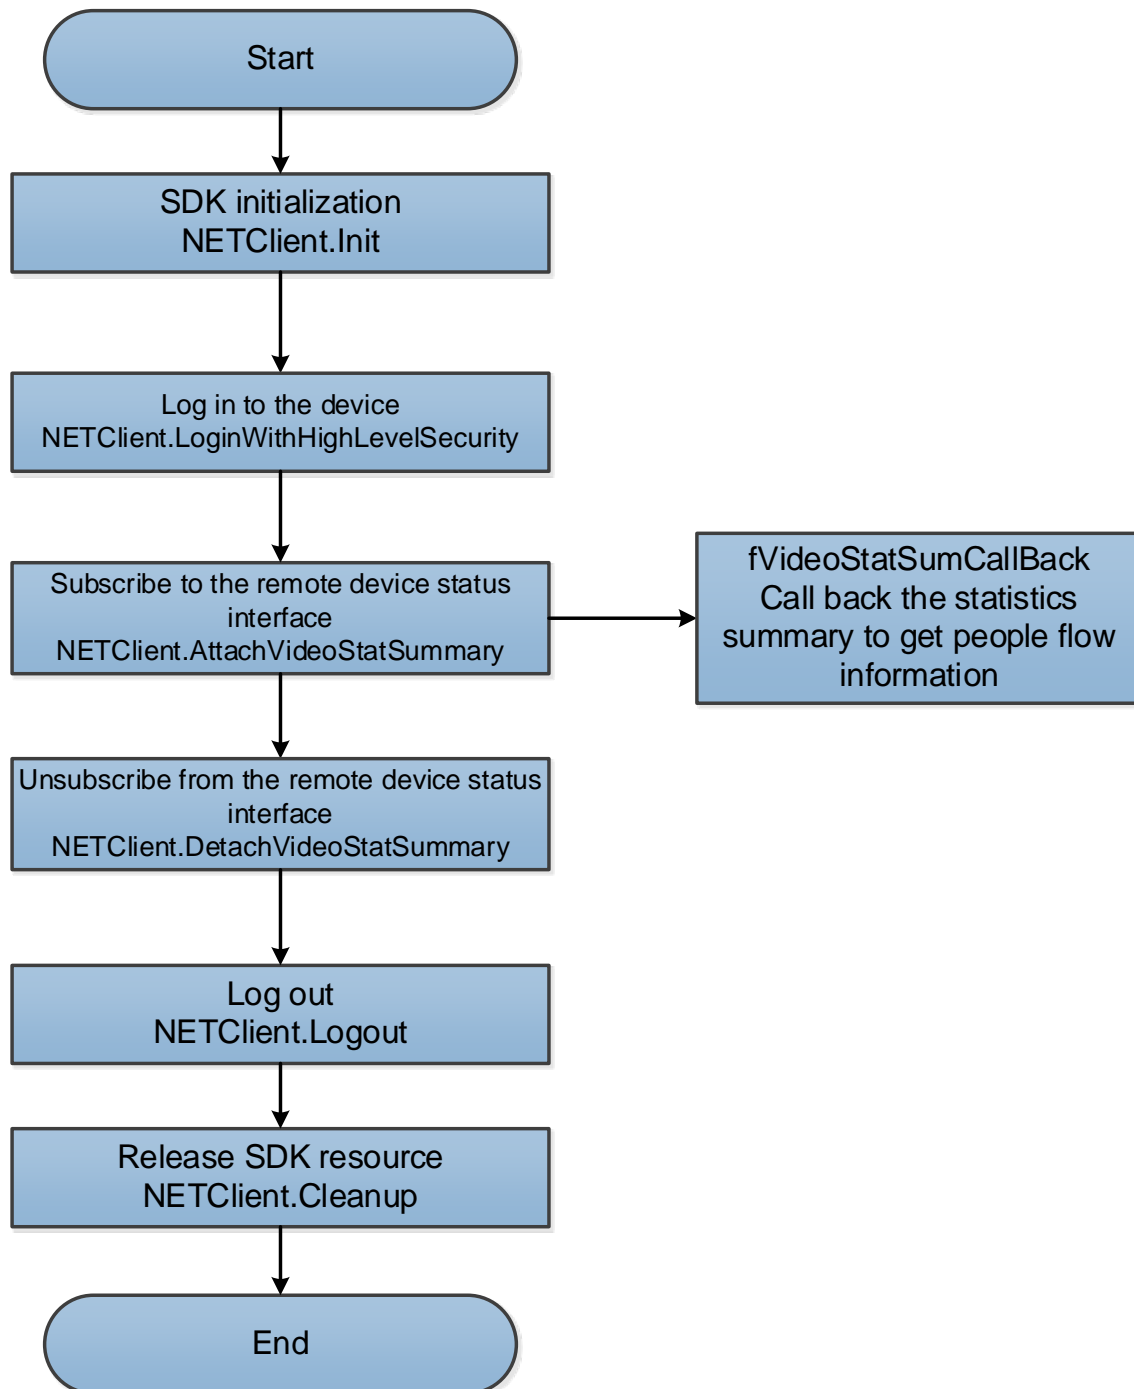 Start
SDK initialization
NETClient.Init
Log in to the device
NETClient.LoginWithHighLevelSecurity
Subscribe to the remote device status
interface
NETClient.AttachVideoStatSummary
fVideoStatSumCallBack
Call back the statistics
summary to get people flow
information
Unsubscribe from the remote device status
interface
NETClient.DetachVideoStatSummary
Log out
NETClient.Logout
Release SDK resource
NETClient.Cleanup
End